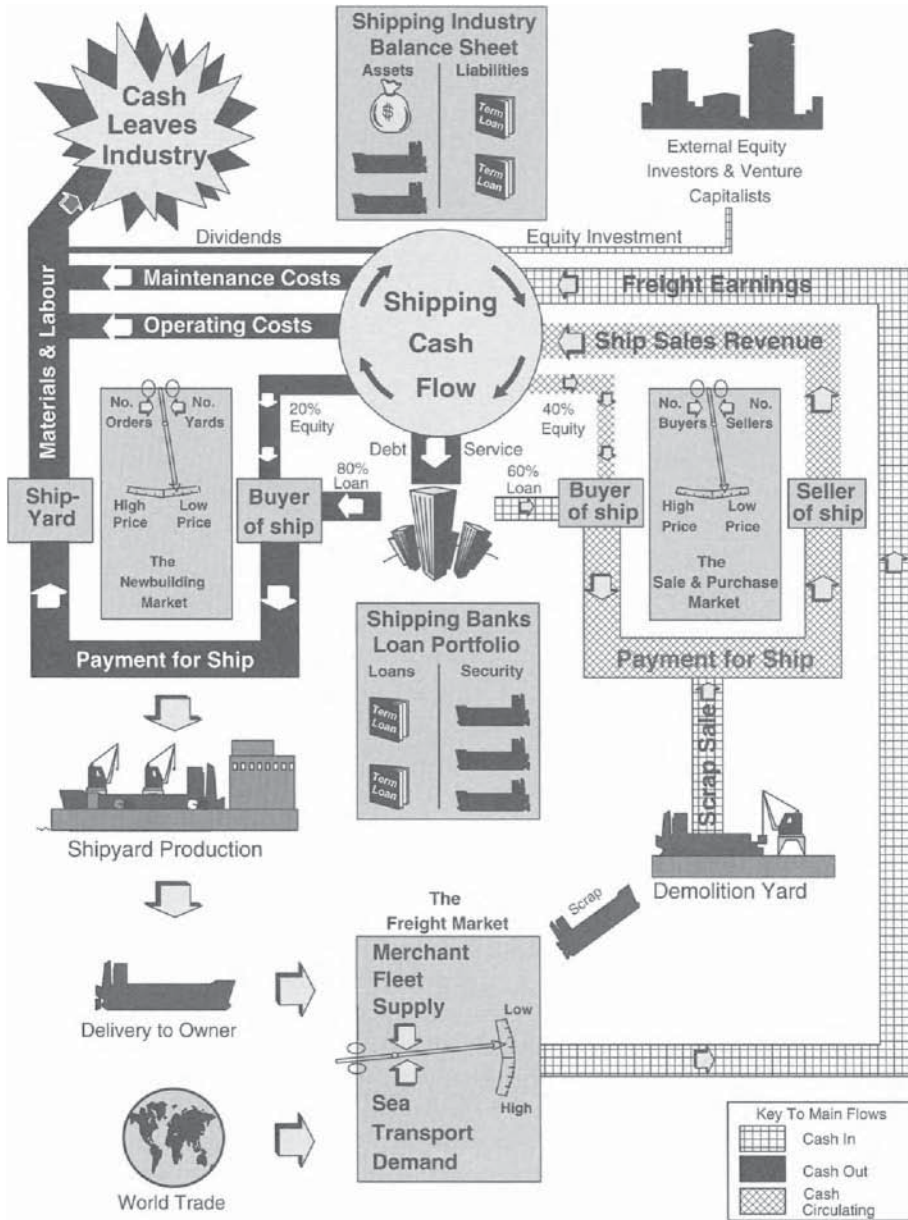 Shipping Industry
Balance Sheet
Assets
Liabilities
$
Term
Loan
Term
Loan
Cash
Leaves
Industry
External Equity
Investors & Venture
Capitalists
Dividends
Equity Investment
Maintenance Costs
Freight Earnings
Operating Costs
Ship Sales Revenue
Shipping
Cash
Flow
Materials & Labour
No.
Orders
No.
Yards
High
Price
Low
Price
The
Newbuilding
Market
20%
Equity
Debt
Service
40%
Equity
No.
Buyers
No.
Sellers
High
Price
Low
Price
The
Sale & Purchase
Market
Ship-
Yard
80%
Loan
Buyer
of ship
60%
Loan
Buyer
of ship
Seller
of ship
Payment for Ship
Payment for Ship
Shipping Banks
Loan Portfolio
Loans
Security
Term
Loan
Term
Loan
Scrap Sale
Shipyard Production
Demolition Yard
Scrap
The
Freight Market
Merchant
Fleet
Supply
Low
High
Sea
Transport
Demand
Delivery to Owner
World Trade
Key To Main Flows
Cash In
Cash Out
Cash
Circulating